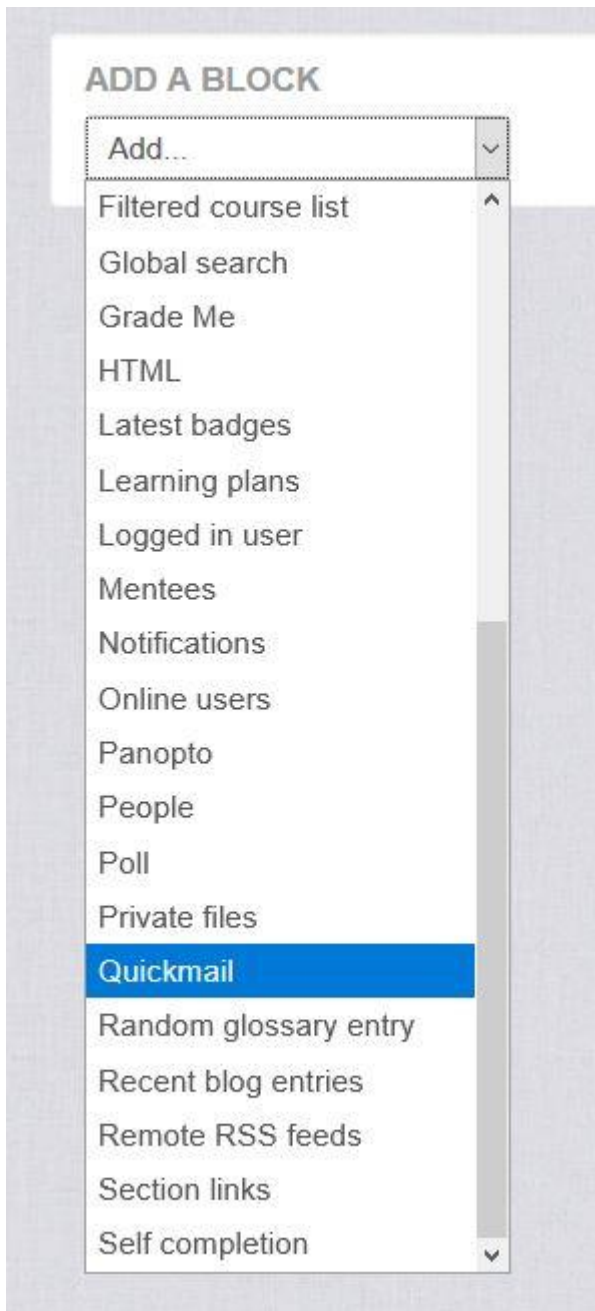 ADD A BLOCK
Add...
Filtered course list
Global search
Grade Me
HTML
Latest badges
Learning plans
Logged in user
Mentees
Notifications
Online users
Panopto
People
Poll
Private files
Quickmail
Random glossary entry
Recent blog entries
Remote RSS feeds
Section links
Self completion